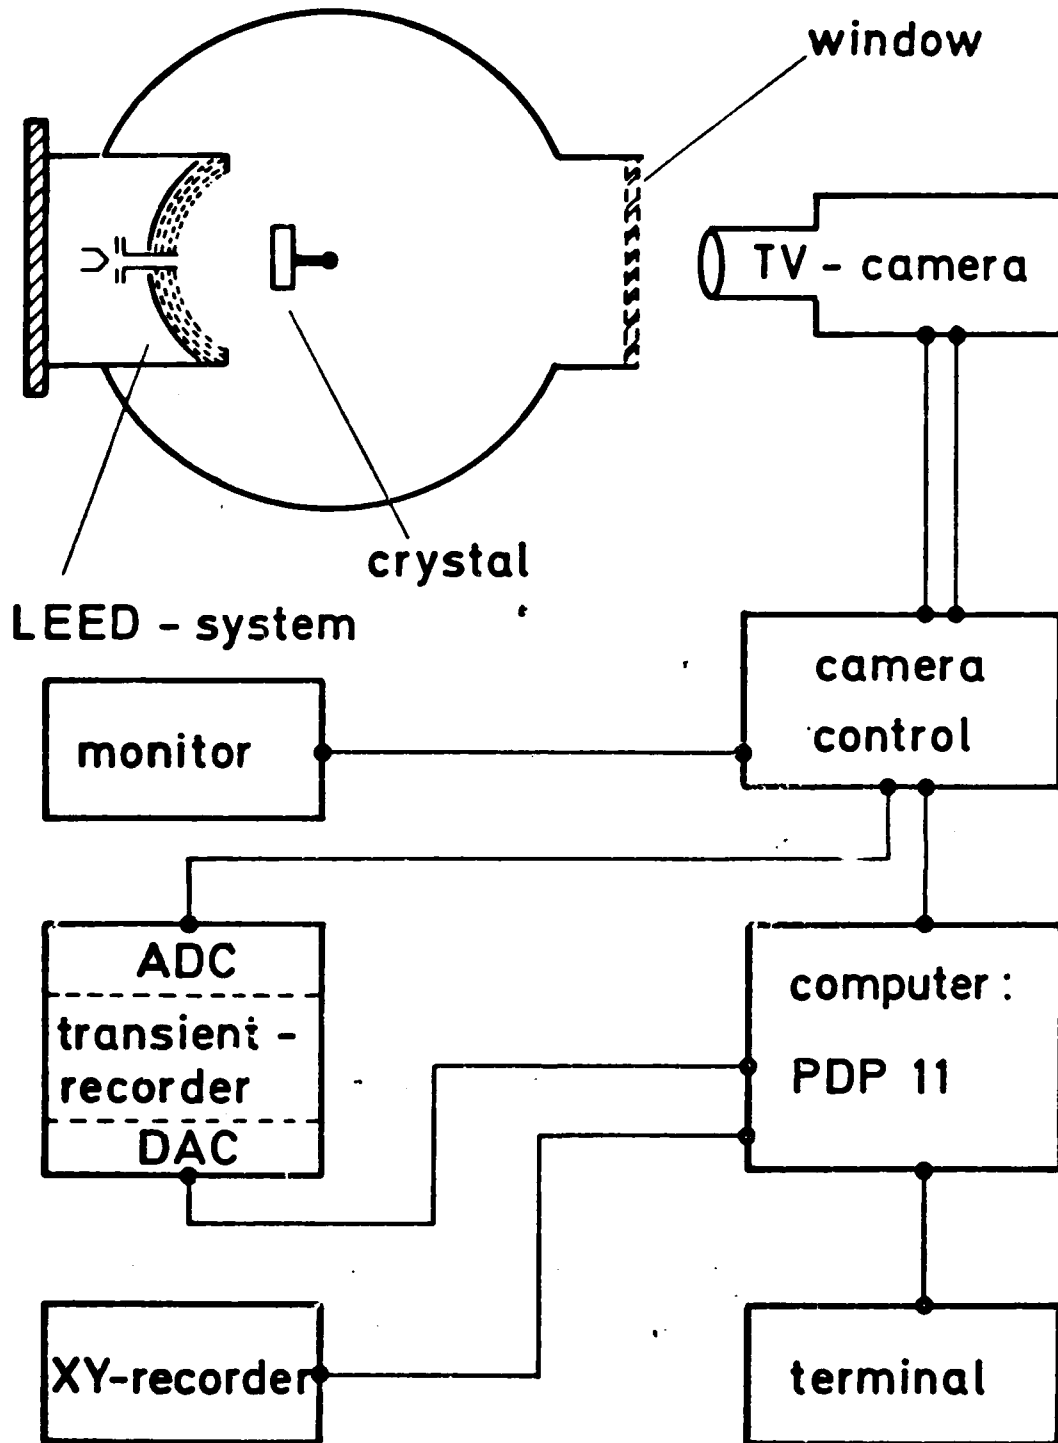 window
TV - camera
crystal
LEED - system
camera
control
monitor
ADC
transient -
recorder
DAC
computer :
PDP 11
XY-recorder
terminal